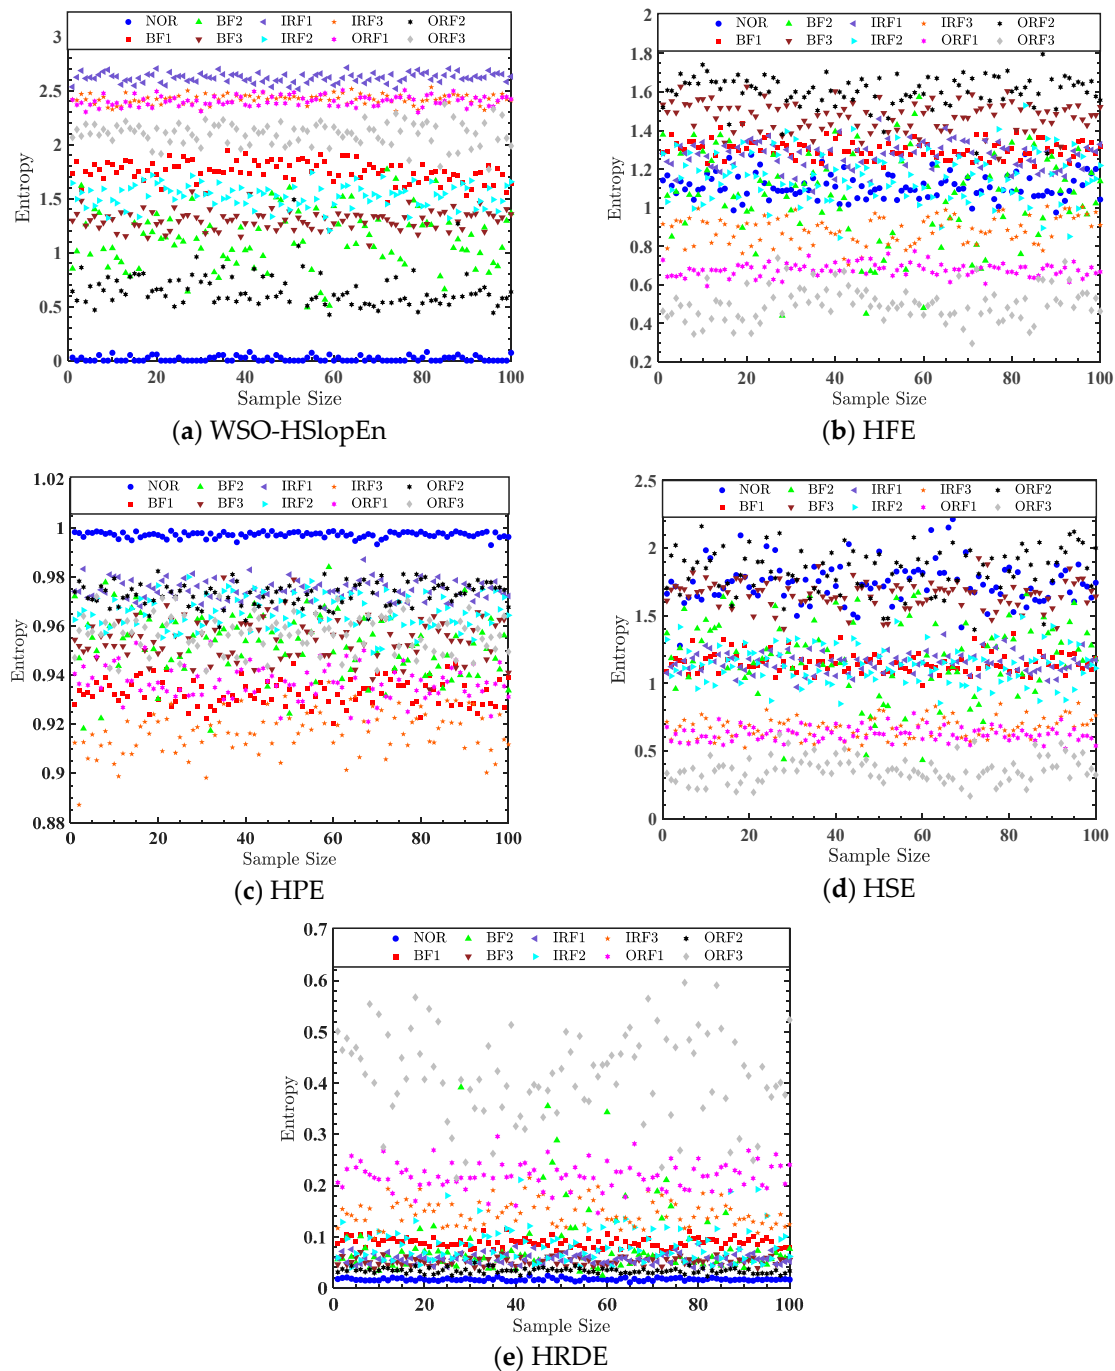 NOR BF2 IRF1 IRF3 ORF2
BF1 BF3 IRF2 ORF1 ORF3
3
2.5
2
1.5
1
0.5
0
Entropy
0 20 40 60 80 100
Sample Size
(a) WSO-HSlopEn
2
NOR BF2 IRF1 IRF3 ORF2
BF1 BF3 IRF2 ORF1 ORF3
1.8
1.6
1.4
1.2
1
0.8
0.6
0.4
0.2
Entropy
0 20 40 60 80 100
Sample Size
(b) HFE
1.02
NOR BF2 IRF1 IRF3 ORF2
BF1 BF3 IRF2 ORF1 ORF3
1
0.98
0.96
0.94
0.92
0.9
0.88
Entropy
0 20 40 60 80 100
Sample Size
(c) HPE
2.5
NOR BF2 IRF1 IRF3 ORF2
BF1 BF3 IRF2 ORF1 ORF3
2
1.5
1
0.5
0
Entropy
0 20 40 60 80 100
Sample Size
(d) HSE
0.7
NOR BF2 IRF1 IRF3 ORF2
BF1 BF3 IRF2 ORF1 ORF3
0.6
0.5
0.4
0.3
0.2
0.1
0
Entropy
0 20 40 60 80 100
Sample Size
(e) HRDE